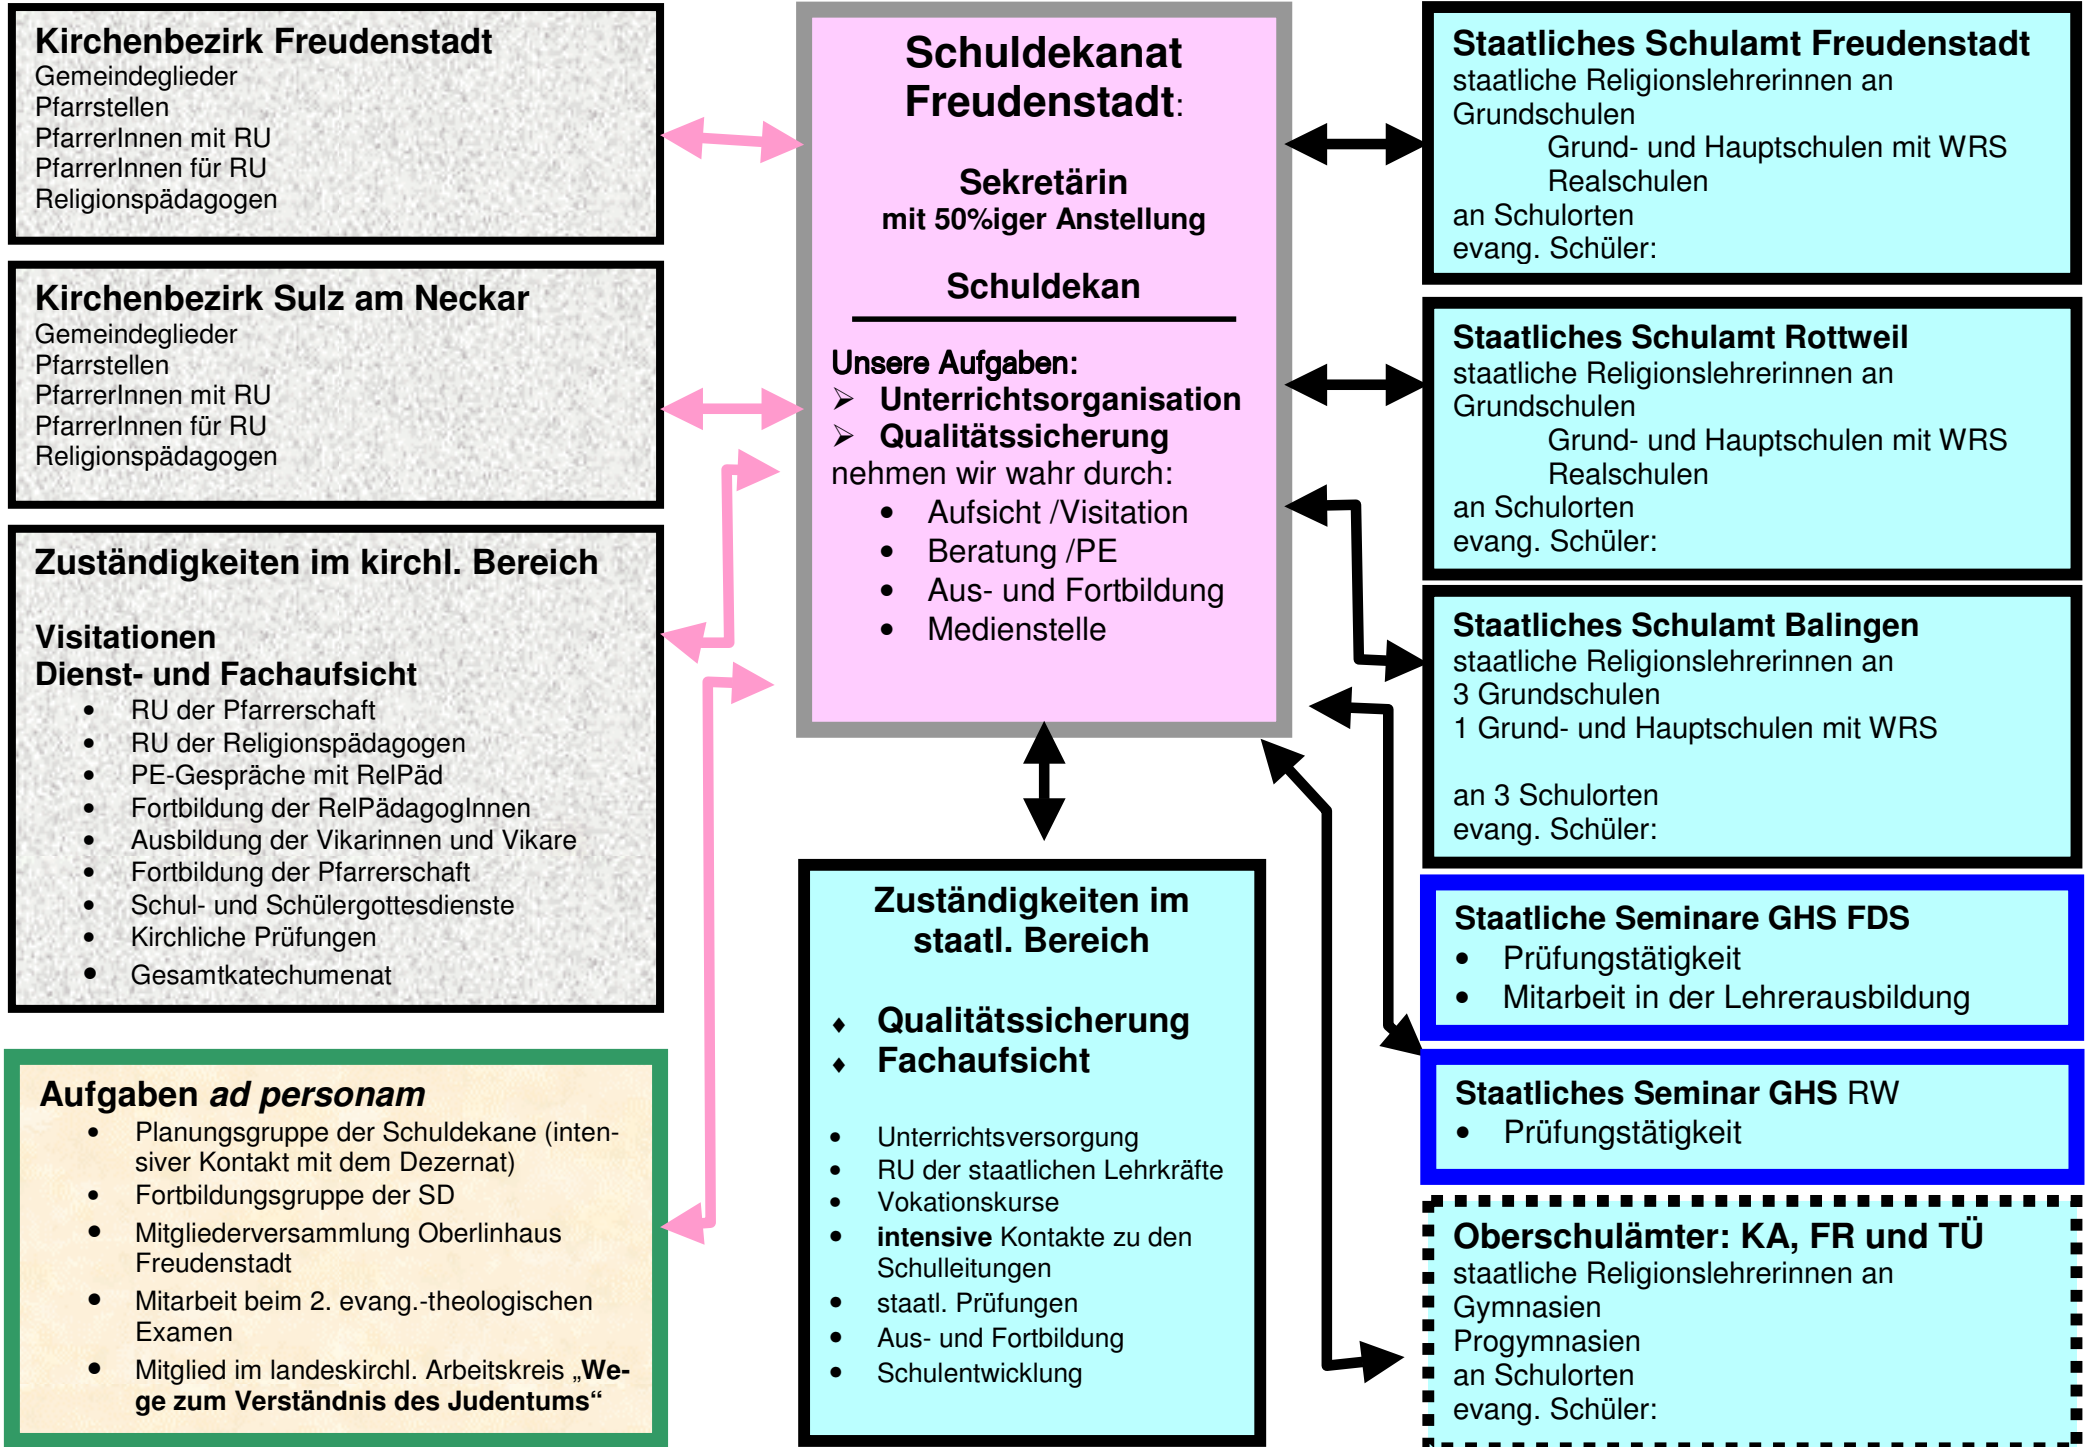 Kirchenbezirk Freudenstadt
Gemeindeglieder
Pfarrstellen
PfarrerInnen mit RU
PfarrerInnen für RU
Religionspädagogen
Kirchenbezirk Sulz am Neckar
Gemeindeglieder
Pfarrstellen
PfarrerInnen mit RU
PfarrerInnen für RU
Religionspädagogen
Zuständigkeiten im kirchl. Bereich
Visitationen
Dienst- und Fachaufsicht
• RU der Pfarrerschaft
• RU der Religionspädagogen
• PE-Gespräche mit RelPäd
• Fortbildung der RelPädagogInnen
• Ausbildung der Vikarinnen und Vikare
• Fortbildung der Pfarrerschaft
• Schul- und Schülergottesdienste
• Kirchliche Prüfungen
• Gesamtkatechumenat
Aufgaben ad personam
• Planungsgruppe der Schuldekane (inten-
siver Kontakt mit dem Dezernat)
• Fortbildungsgruppe der SD
• Mitgliederversammlung Oberlinhaus
Freudenstadt
• Mitarbeit beim 2. evang.-theologischen
Examen
• Mitglied im landeskirchl. Arbeitskreis „We-
ge zum Verständnis des Judentums“
Schuldekanat
Freudenstadt:
Sekretärin
mit 50%iger Anstellung
Schuldekan
Unsere Aufgaben:
➢ Unterrichtsorganisation
➢ Qualitätssicherung
nehmen wir wahr durch:
• Aufsicht /Visitation
• Beratung /PE
• Aus- und Fortbildung
• Medienstelle
Zuständigkeiten im
staatl. Bereich
♦ Qualitätssicherung
♦ Fachaufsicht
• Unterrichtsversorgung
• RU der staatlichen Lehrkräfte
• Vokationskurse
• intensive Kontakte zu den
Schulleitungen
• staatl. Prüfungen
• Aus- und Fortbildung
• Schulentwicklung
Staatliches Schulamt Freudenstadt
staatliche Religionslehrerinnen an
Grundschulen
Grund- und Hauptschulen mit WRS
Realschulen
an Schulorten
evang. Schüler:
Staatliches Schulamt Rottweil
staatliche Religionslehrerinnen an
Grundschulen
Grund- und Hauptschulen mit WRS
Realschulen
an Schulorten
evang. Schüler:
Staatliches Schulamt Balingen
staatliche Religionslehrerinnen an
3 Grundschulen
1 Grund- und Hauptschulen mit WRS
an 3 Schulorten
evang. Schüler:
Staatliche Seminare GHS FDS
• Prüfungstätigkeit
• Mitarbeit in der Lehrerausbildung
Staatliches Seminar GHS RW
• Prüfungstätigkeit
Oberschulämter: KA, FR und TÜ
staatliche Religionslehrerinnen an
Gymnasien
Progymnasien
an Schulorten
evang. Schüler: